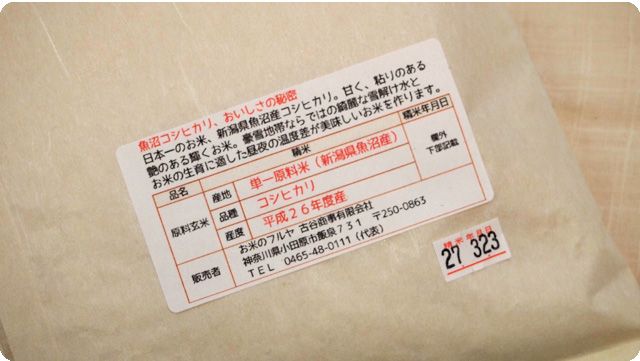 魚沼コシヒカリ、おいしさの秘密
日本一のお米、新潟県魚沼産コシヒカリ。甘く、粘りのある
艶のある輝くお米。豪雪地帯ならではの綺麗な雪解け水と
お米の生育に適した昼夜の温度差が美味しいお米を作ります。
品名 精米 精米年月日
原料玄米 産地 単一原料米（新潟県魚沼産） 欄外下部記載
品種 コシヒカリ
産度 平成２６年度産
販売者 お米のフルヤ 古谷商事有限会社
神奈川県小田原市飯泉７３１ 〒250-0863
ＴＥＬ 0465-48-0111（代表）
精米年月日
27 3 23